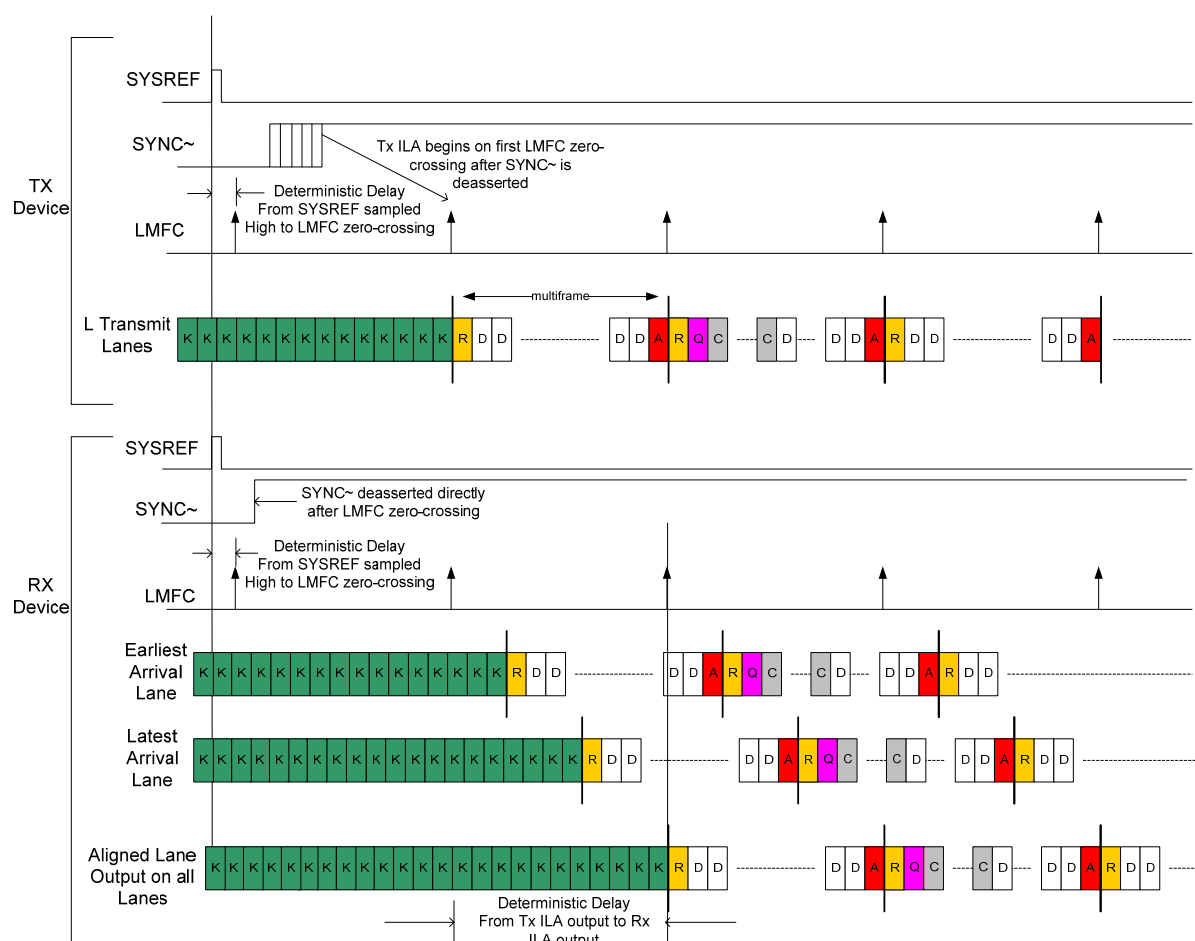 SYSREF
SYNC~
Tx ILA begins on first LMFC zero-
crossing after SYNC~ is
deasserted
TX
Device
Deterministic Delay
From SYSREF sampled
High to LMFC zero-crossing
LMFC
multiframe
L Transmit
Lanes
K K K K K K K K K K K K K K R D D D D A R Q C C D D D A R D D D D A
SYSREF
SYNC~
SYNC~ deasserted directly
after LMFC zero-crossing
RX
Device
Deterministic Delay
From SYSREF sampled
High to LMFC zero-crossing
LMFC
Earliest
Arrival
Lane
K K K K K K K K K K K K K K K K R D D D D A R Q C C D D D A R D D
Latest
Arrival
Lane
K K K K K K K K K K K K K K K K K K K K R D D D D A R Q C C D D D A R D D
Aligned Lane
Output on all
Lanes
K K K K K K K K K K K K K K K K K K K K K K K K R D D D D A R Q C C D D D A R D D
Deterministic Delay
From Tx ILA output to Rx
ILA output